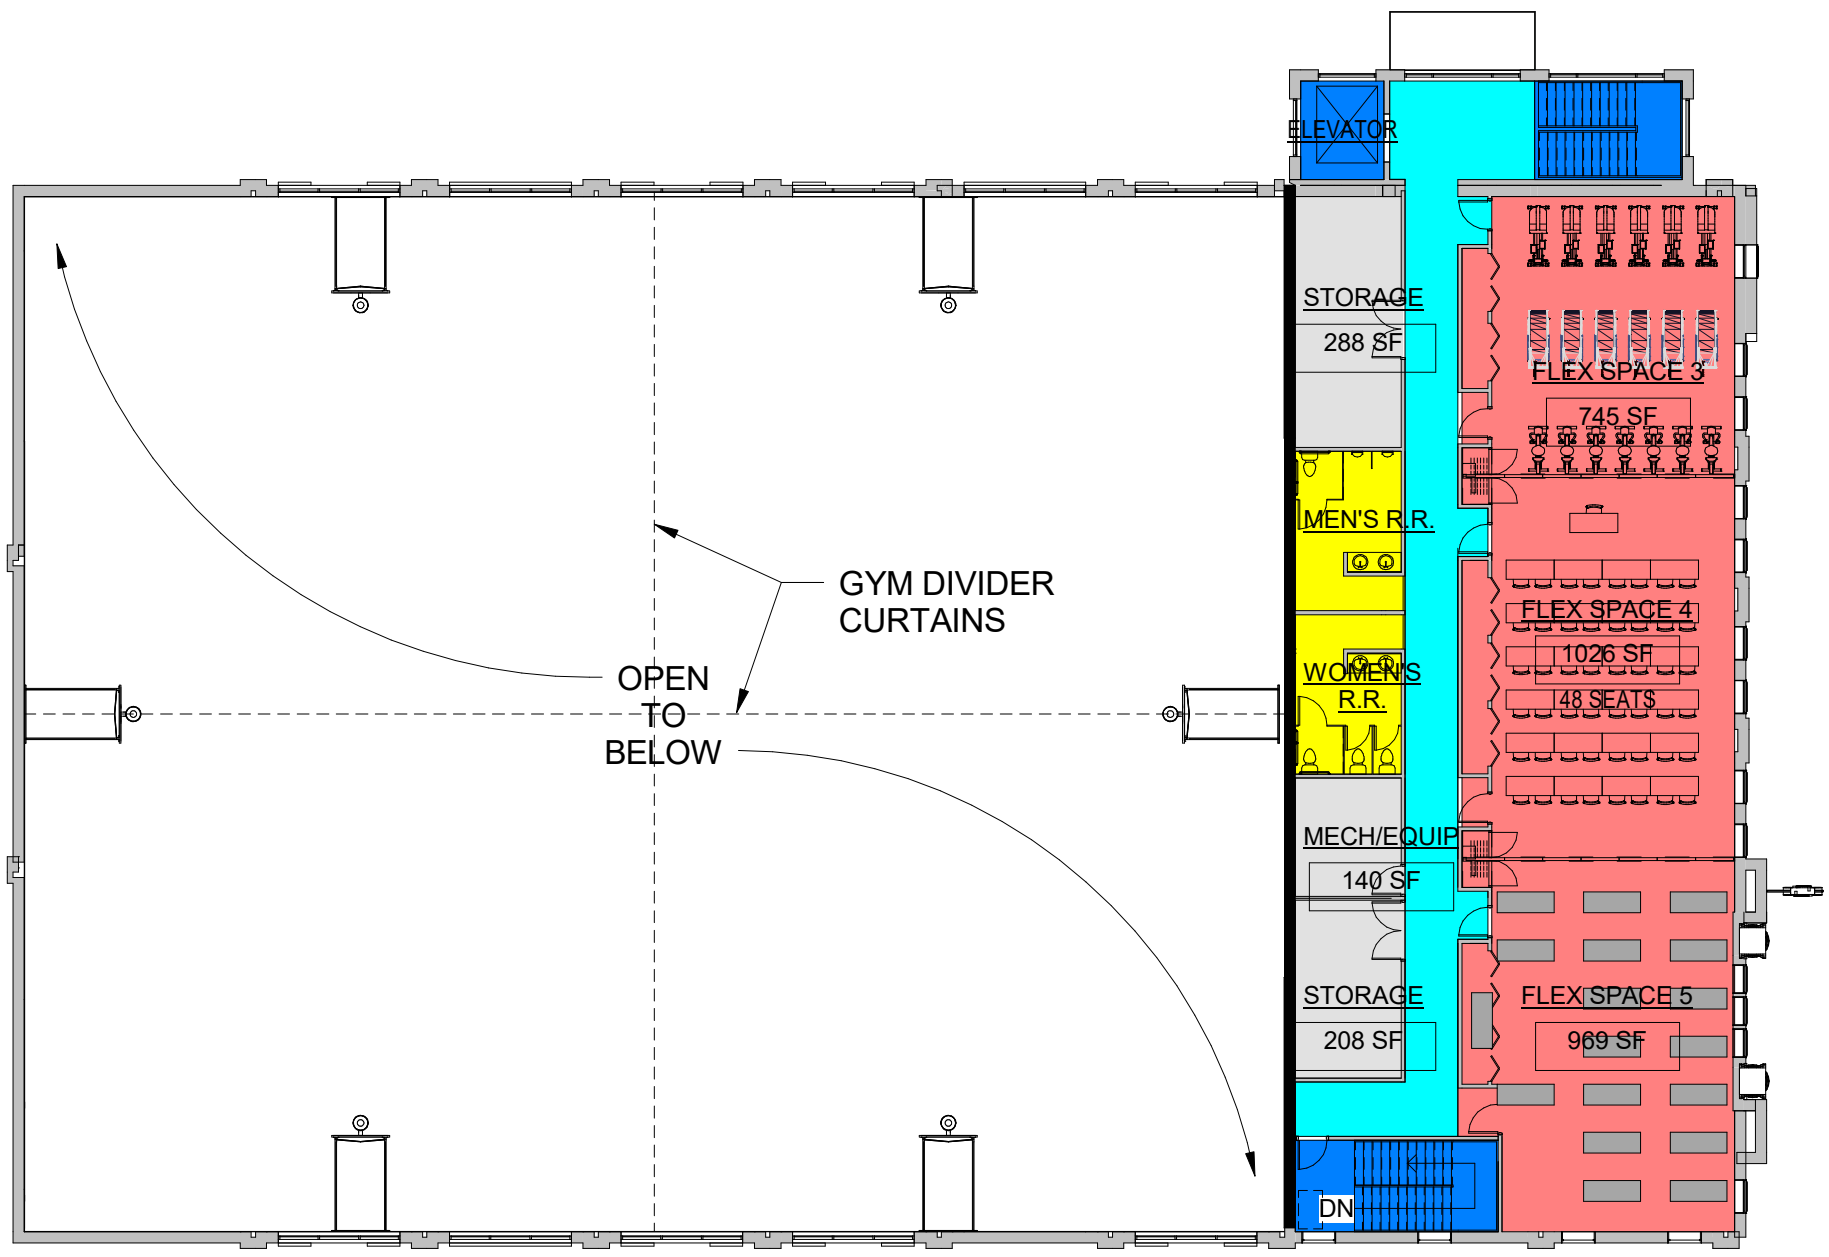 ELEVATOR
STORAGE
288 SF
FLEX SPACE 3
745 SF
MEN'S R.R.
GYM DIVIDER
CURTAINS
FLEX SPACE 4
1026 SF
48 SEATS
OPEN
TO
BELOW
WOMEN'S
R.R.
MECH/EQUIP
140 SF
STORAGE
208 SF
FLEX SPACE 5
969 SF
DN